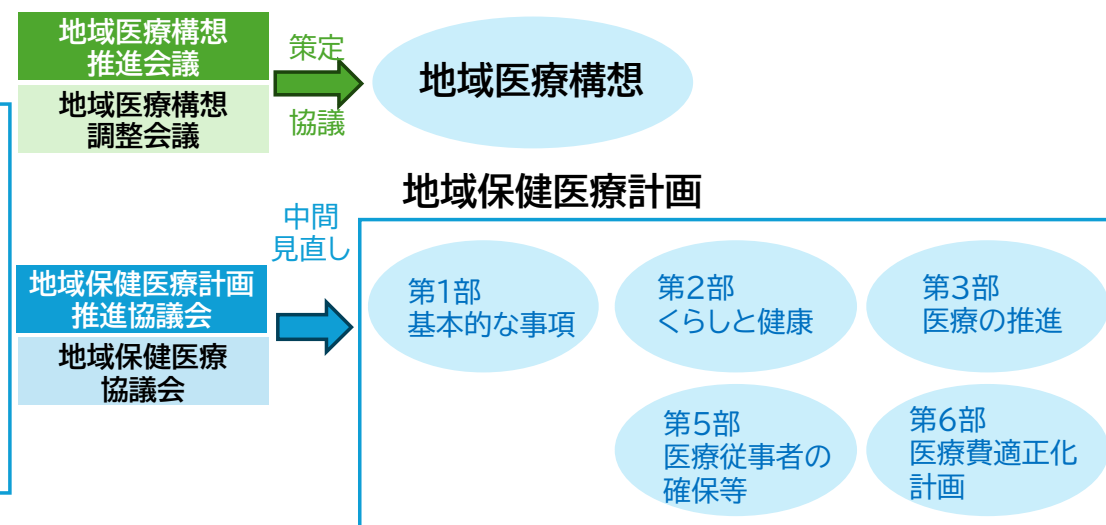 地域医療構想
推進会議
地域医療構想
調整会議
策定
協議
地域医療構想
地域保健医療計画
中間
見直し
地域保健医療計画
推進協議会
地域保健医療
協議会
第1部
基本的な事項
第2部
くらしと健康
第3部
医療の推進
第5部
医療従事者の
確保等
第6部
医療費適正化
計画